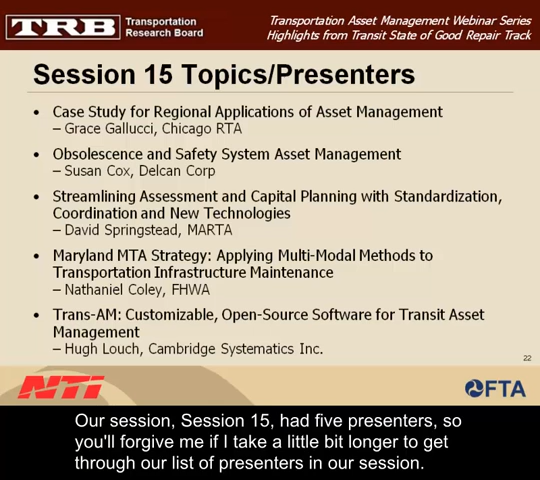 TRB
Transportation
Research Board
Transportation Asset Management Webinar Series
Highlights from Transit State of Good Repair Track
Session 15 Topics/Presenters
• Case Study for Regional Applications of Asset Management
– Grace Gallucci, Chicago RTA
• Obsolescence and Safety System Asset Management
– Susan Cox, Delcan Corp
• Streamlining Assessment and Capital Planning with Standardization,
Coordination and New Technologies
– David Springstead, MARTA
• Maryland MTA Strategy: Applying Multi-Modal Methods to
Transportation Infrastructure Maintenance
– Nathaniel Coley, FHWA
• Trans-AM: Customizable, Open-Source Software for Transit Asset
Management
– Hugh Louch, Cambridge Systematics Inc.
22
NTI
FTA
Our session, Session 15, had five presenters, so
you'll forgive me if I take a little bit longer to get
through our list of presenters in our session.